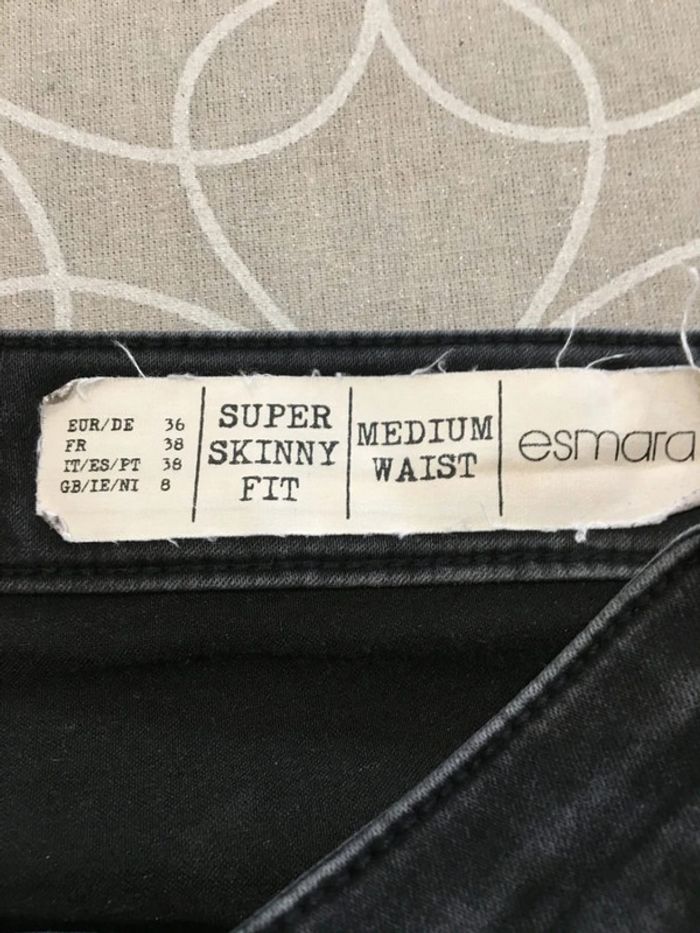 EUR/DE 36
FR 38
IT/ES/PT 38
GB/IE/NI 8
SUPER
SKINNY
FIT
MEDIUM
WAIST
esmara